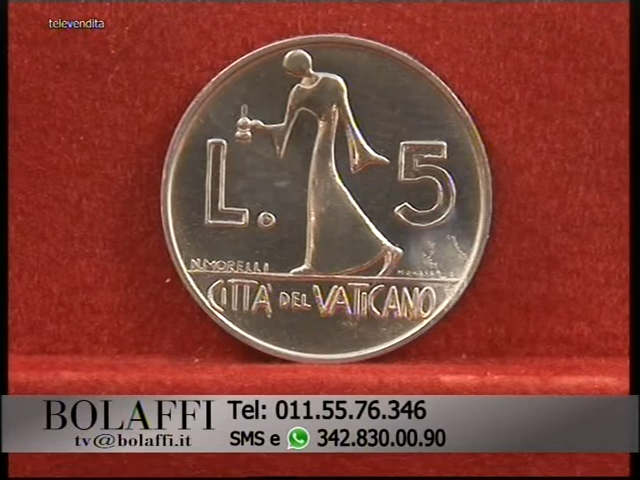 televendita
L. 5
N. MORELLI
CITTÀ DEL VATICANO
BOLAFFI
tv@bolaffi.it
Tel: 011.55.76.346
SMS e 342.830.00.90